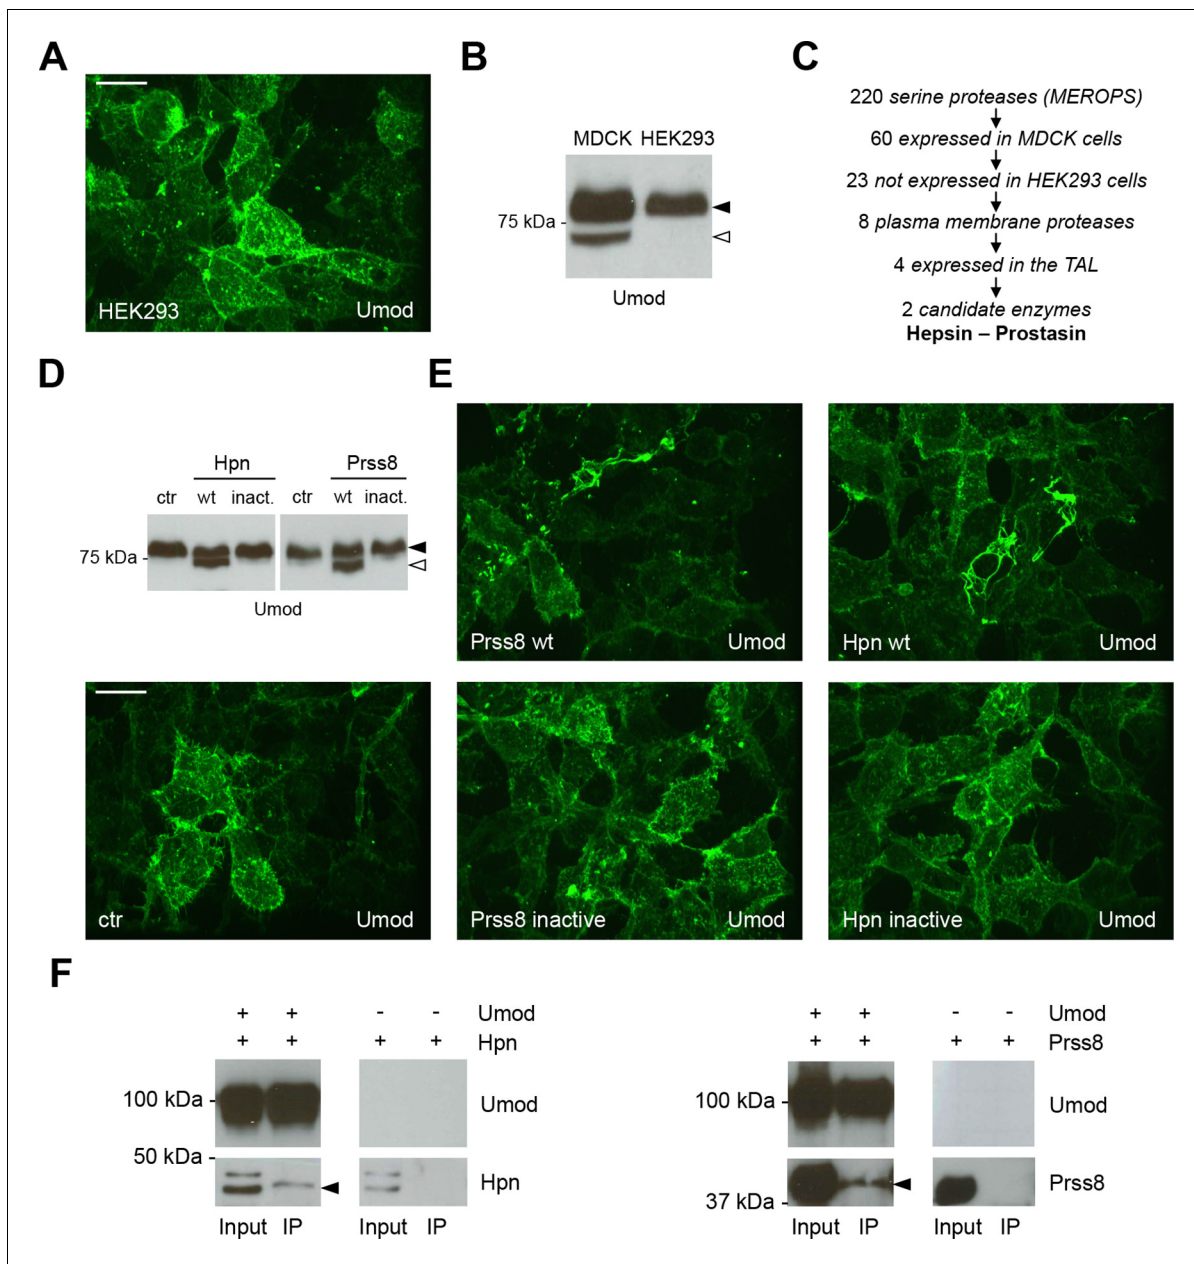 A
HEK293
Umod
B
MDCK HEK293
75 kDa
Umod
C
220 serine proteases (MEROPS)
60 expressed in MDCK cells
23 not expressed in HEK293 cells
8 plasma membrane proteases
4 expressed in the TAL
2 candidate enzymes
Hepsin – Prostasin
D
Hpn Prss8
ctr wt inact. ctr wt inact.
75 kDa
Umod
E
Prss8 wt Umod
Hpn wt Umod
ctr Umod
Prss8 inactive Umod
Hpn inactive Umod
F
+ + - - Umod
+ + + + Hpn
100 kDa
Umod
50 kDa
Hpn
Input IP Input IP
+ + - - Umod
+ + + + Prss8
100 kDa
Umod
37 kDa
Prss8
Input IP Input IP